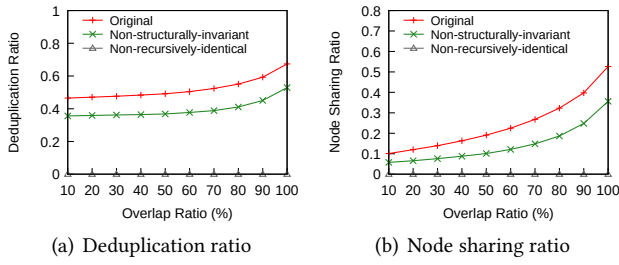 Deduplication Ratio
1
0.8
0.6
0.4
0.2
0
Original
Non-structurally-invariant
Non-recursively-identical
10 20 30 40 50 60 70 80 90 100
Overlap Ratio (%)
(a) Deduplication ratio
Node Sharing Ratio
0.8
0.7
0.6
0.5
0.4
0.3
0.2
0.1
0
Original
Non-structurally-invariant
Non-recursively-identical
10 20 30 40 50 60 70 80 90 100
Overlap Ratio (%)
(b) Node sharing ratio